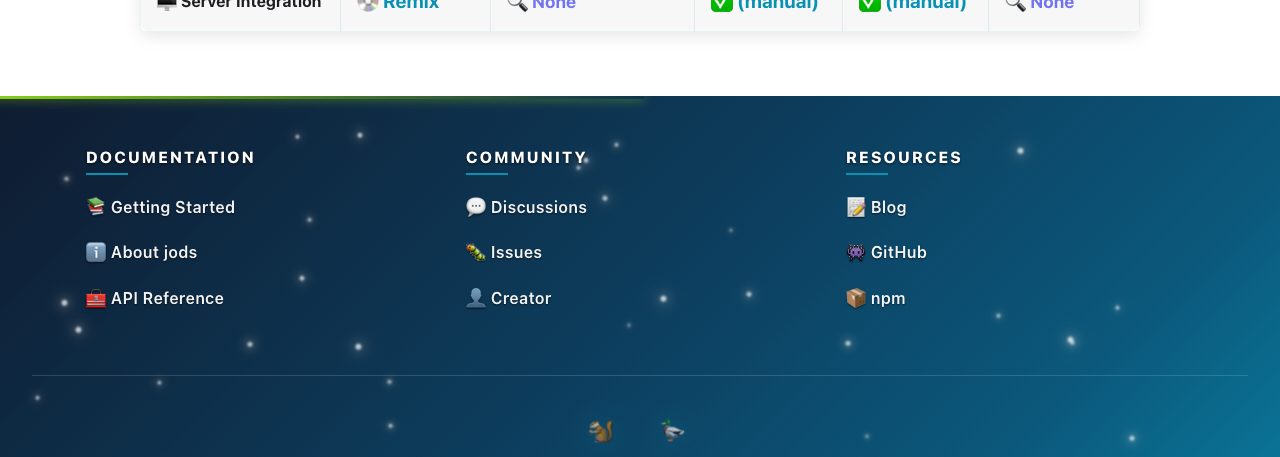 Server Integration Remix None (manual) (manual) None
DOCUMENTATION COMMUNITY RESOURCES
Getting Started Discussions Blog
About jods Issues GitHub
API Reference Creator npm